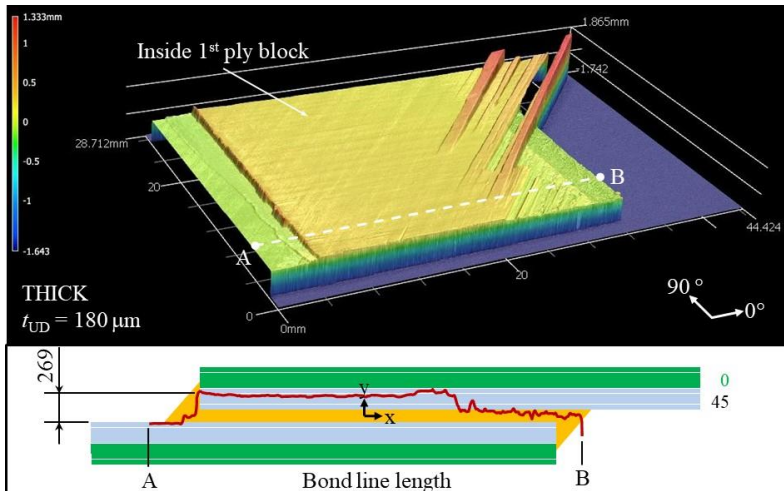 1.333mm
1
0.5
0
-0.5
-1
-1.643
Inside 1st ply block
1.865mm
-1.742
28.712mm
20
A
B
THICK
tUD = 180 μm
0
0mm
20
44.424
90 °
0°
269
y
x
0
45
A
Bond line length
B